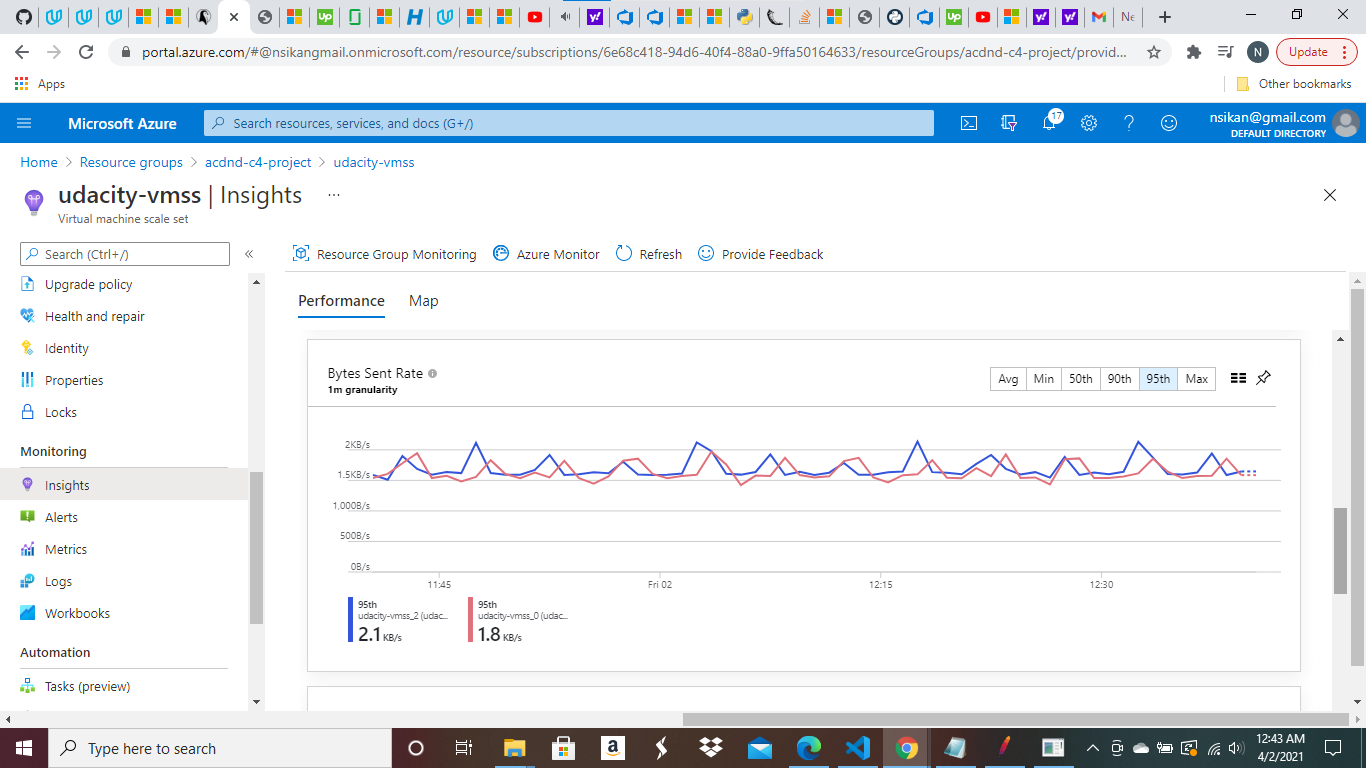 Ne
portal.azure.com/#@nsikangmail.onmicrosoft.com/resource/subscriptions/6e68c418-94d6-40f4-88a0-9ffa50164633/resourceGroups/acdnd-c4-project/provid...
N
Update
Apps
Other bookmarks
Microsoft Azure
Search resources, services, and docs (G+/)
17
nsikan@gmail.com
DEFAULT DIRECTORY
Home > Resource groups > acdnd-c4-project > udacity-vmss
udacity-vmss | Insights ...
Virtual machine scale set
Search (Ctrl+/)
«
Upgrade policy
Health and repair
Identity
Properties
Locks
Monitoring
Insights
Alerts
Metrics
Logs
Workbooks
Automation
Tasks (preview)
Resource Group Monitoring
Azure Monitor
Refresh
Provide Feedback
Performance
Map
Bytes Sent Rate
1m granularity
Avg Min 50th 90th 95th Max
2KB/s
1.5KB/s
1,000B/s
500B/s
0B/s
11:45 Fri 02 12:15 12:30
95th
udacity-vmss_2 (udac...
2.1 KB/s
95th
udacity-vmss_0 (udac...
1.8 KB/s
Type here to search
12:43 AM
4/2/2021